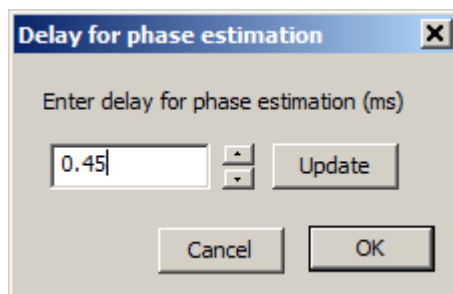 Delay for phase estimation
Enter delay for phase estimation (ms)
0.45 Update
Cancel OK